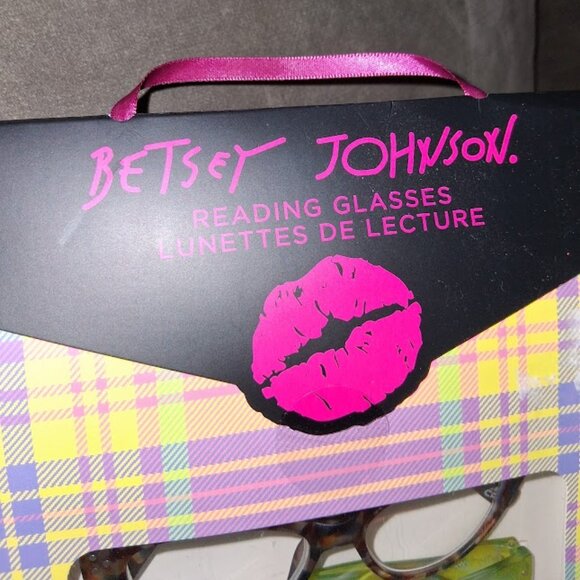 BETSEY JOHNSON.
READING GLASSES
LUNETTES DE LECTURE